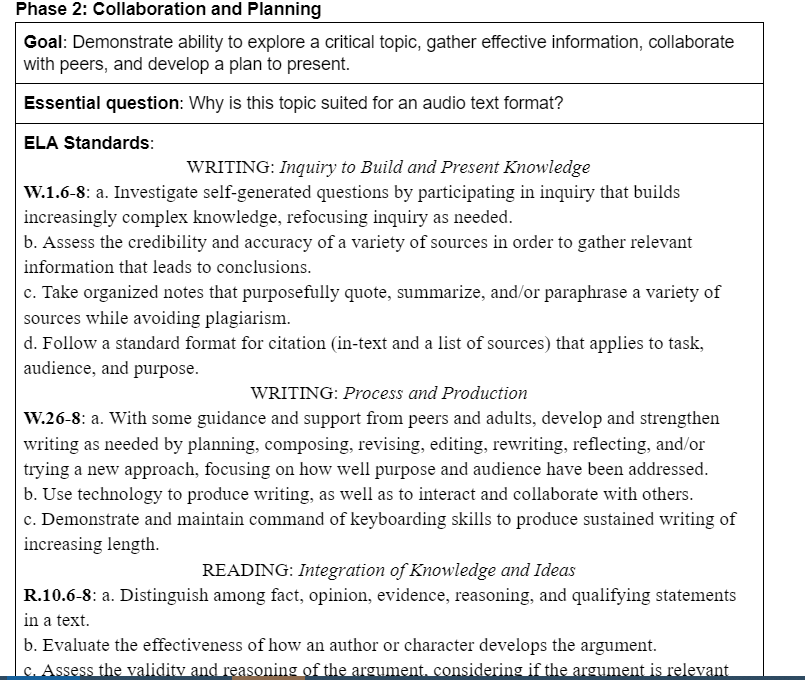 Phase 2: Collaboration and Planning
Goal: Demonstrate ability to explore a critical topic, gather effective information, collaborate
with peers, and develop a plan to present.
Essential question: Why is this topic suited for an audio text format?
ELA Standards:
WRITING: Inquiry to Build and Present Knowledge
W.1.6-8: a. Investigate self-generated questions by participating in inquiry that builds
increasingly complex knowledge, refocusing inquiry as needed.
b. Assess the credibility and accuracy of a variety of sources in order to gather relevant
information that leads to conclusions.
c. Take organized notes that purposefully quote, summarize, and/or paraphrase a variety of
sources while avoiding plagiarism.
d. Follow a standard format for citation (in-text and a list of sources) that applies to task,
audience, and purpose.
WRITING: Process and Production
W.26-8: a. With some guidance and support from peers and adults, develop and strengthen
writing as needed by planning, composing, revising, editing, rewriting, reflecting, and/or
trying a new approach, focusing on how well purpose and audience have been addressed.
b. Use technology to produce writing, as well as to interact and collaborate with others.
c. Demonstrate and maintain command of keyboarding skills to produce sustained writing of
increasing length.
READING: Integration of Knowledge and Ideas
R.10.6-8: a. Distinguish among fact, opinion, evidence, reasoning, and qualifying statements
in a text.
b. Evaluate the effectiveness of how an author or character develops the argument.
c. Assess the validity and reasoning of the argument, considering if the argument is relevant